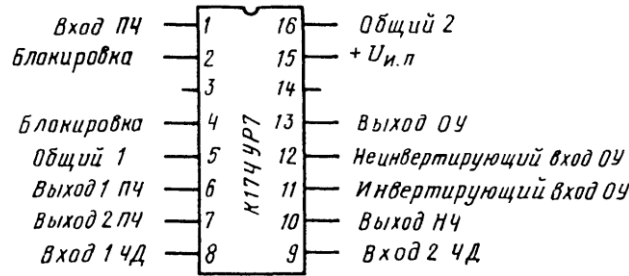 Вход ПЧ 1 16 Общий 2
Блокировка 2 15 + Uи.п
3 14
Блокировка 4 13 Выход ОУ
Общий 1 5 12 Неинвертирующий вход ОУ
Выход1 ПЧ 6 11 Инвертирующий вход ОУ
Выход 2 ПЧ 7 10 Выход НЧ
Вход 1 ЧД 8 9 Вход 2 ЧД
К174УР7